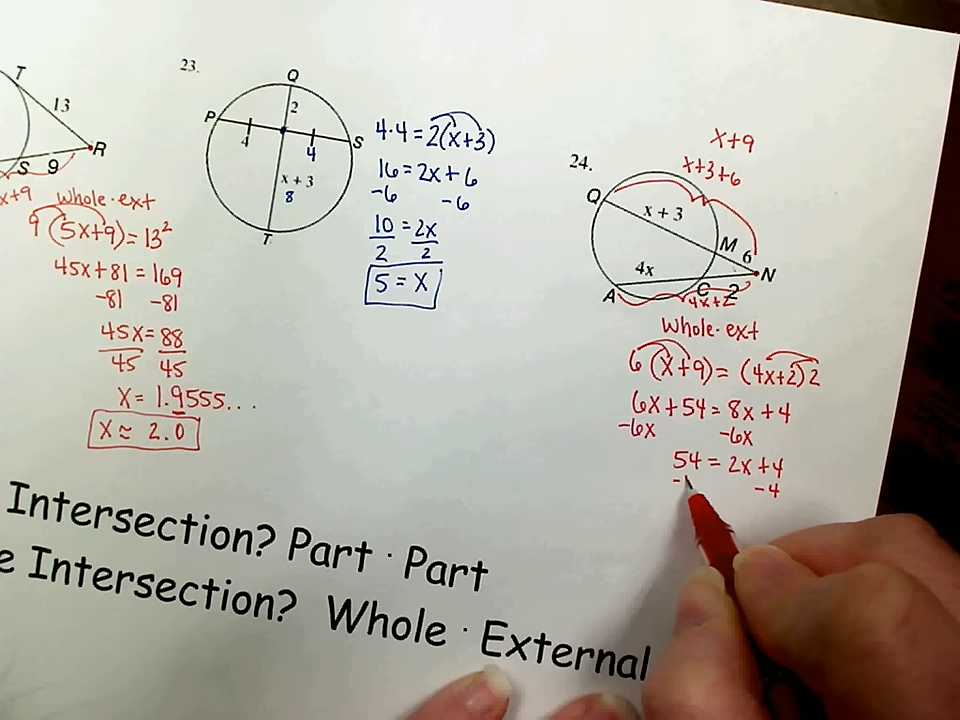 T
13
R
S 9
x+9 whole·ext
9(5x+9)=13²
45x+81=169
-81 -81
45x=88
45 45
x=1.9555...
x≈2.0
23.
Q
2
P
S
4
4
x+3
8
T
4·4=2(x+3)
16=2x+6
-6 -6
10=2x
2 2
5=x
24.
x+9
x+3+6
Q
x+3
M
6
N
4x
A
C 2
4x+2
whole·ext
6(x+9)=(4x+2)2
6x+54=8x+4
-6x -6x
54=2x+4
- -4
Intersection? Part · Part
e Intersection? Whole · External